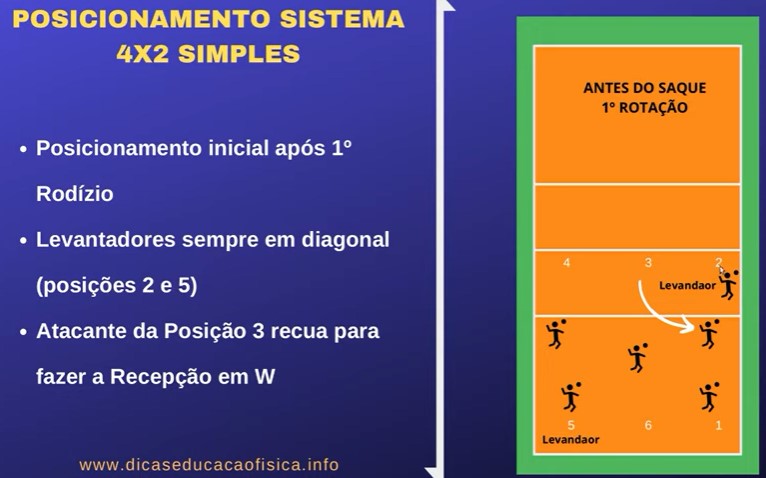 POSICIONAMENTO SISTEMA
4X2 SIMPLES
• Posicionamento inicial após 1º
Rodízio
• Levantadores sempre em diagonal
(posições 2 e 5)
• Atacante da Posição 3 recua para
fazer a Recepção em W
www.dicaseducacaofisica.info
ANTES DO SAQUE
1º ROTAÇÃO
4 3 2
Levandaor
5 6 1
Levandaor